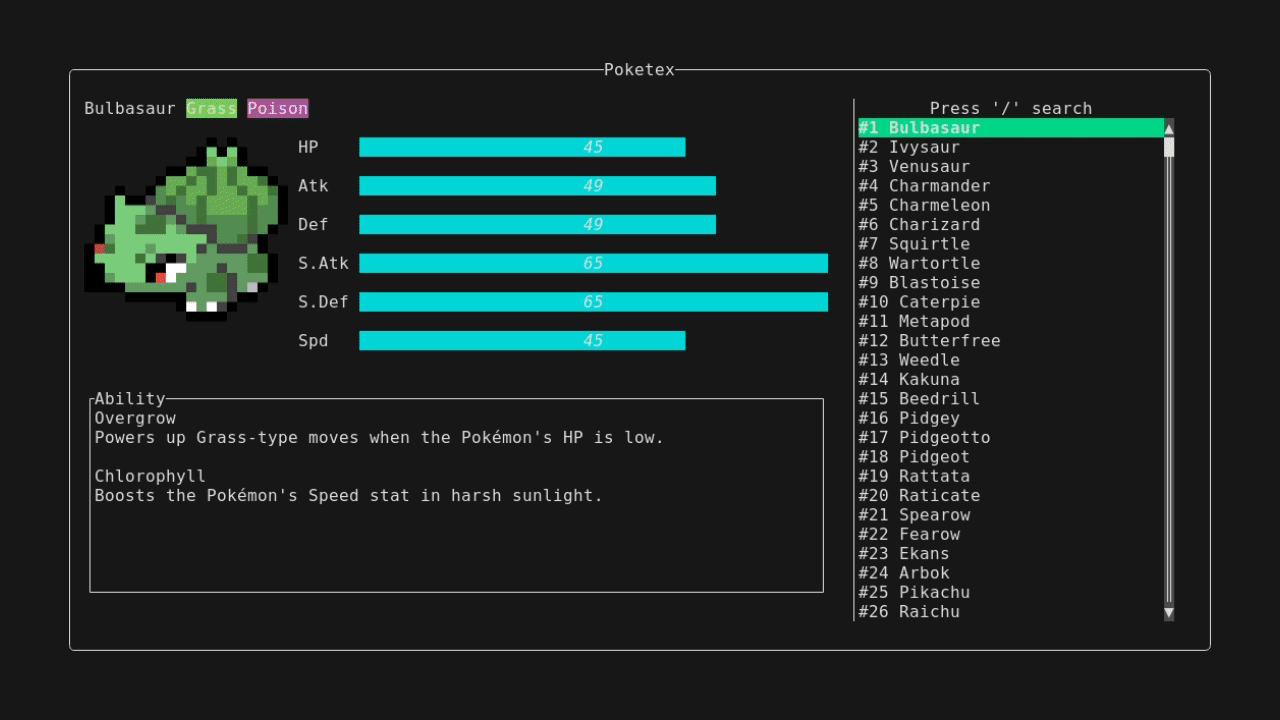 Poketex
Bulbasaur Grass Poison
HP 45
Atk 49
Def 49
S.Atk 65
S.Def 65
Spd 45
Ability
Overgrow
Powers up Grass-type moves when the Pokémon's HP is low.
Chlorophyll
Boosts the Pokémon's Speed stat in harsh sunlight.
Press '/' search
#1 Bulbasaur
#2 Ivysaur
#3 Venusaur
#4 Charmander
#5 Charmeleon
#6 Charizard
#7 Squirtle
#8 Wartortle
#9 Blastoise
#10 Caterpie
#11 Metapod
#12 Butterfree
#13 Weedle
#14 Kakuna
#15 Beedrill
#16 Pidgey
#17 Pidgeotto
#18 Pidgeot
#19 Rattata
#20 Raticate
#21 Spearow
#22 Fearow
#23 Ekans
#24 Arbok
#25 Pikachu
#26 Raichu